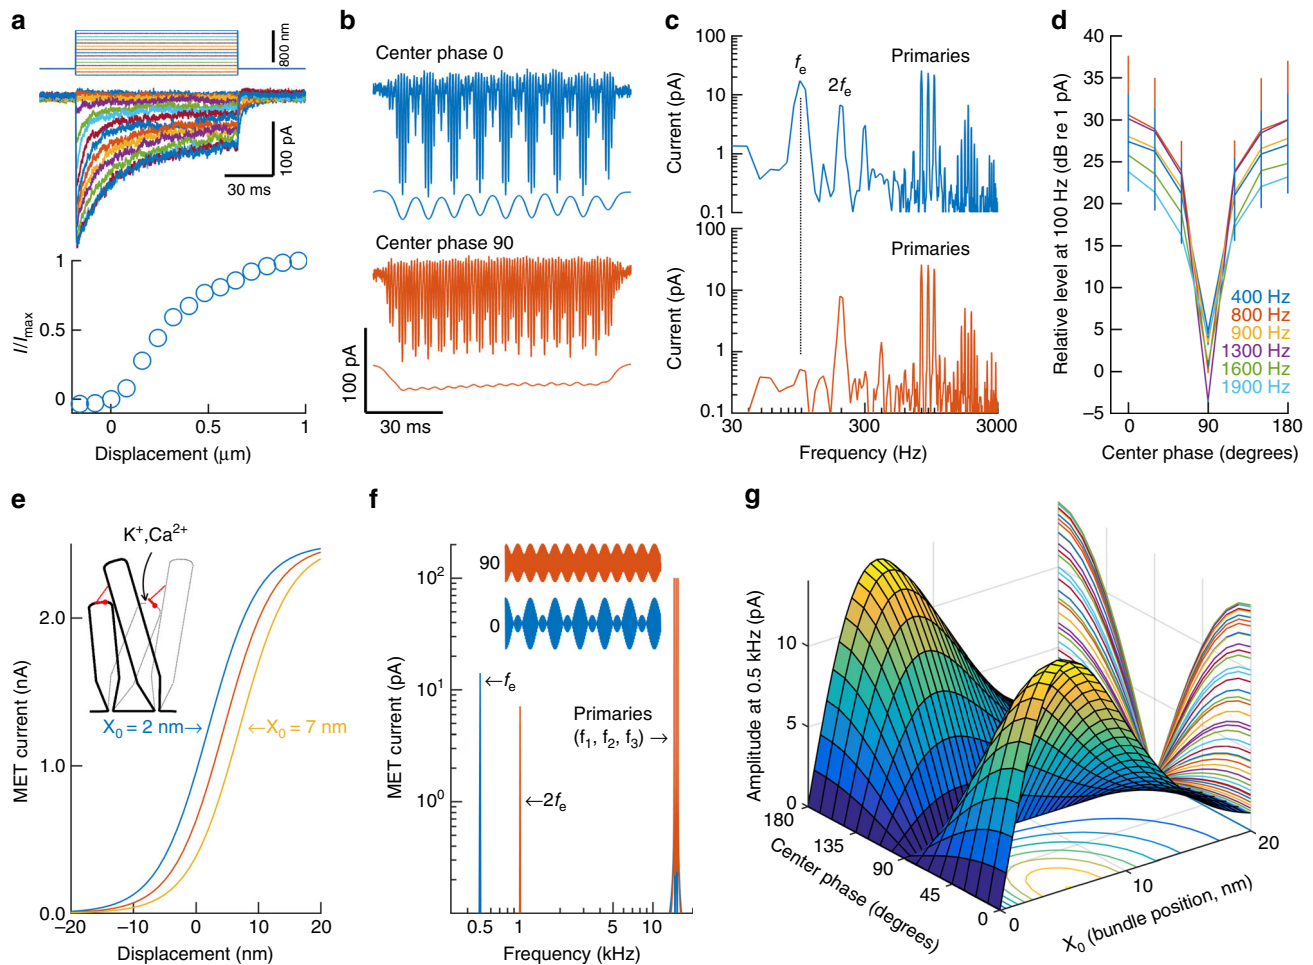 a
800 nm
100 pA
30 ms
1
0.5
0
I/Imax
0
0.5
1
Displacement (μm)
b
Center phase 0
Center phase 90
100 pA
30 ms
c
100
10
1
0.1
Current (pA)
fe
2fe
Primaries
100
10
1
0.1
Current (pA)
Primaries
30
300
3000
Frequency (Hz)
d
40
35
30
25
20
15
10
5
0
–5
Relative level at 100 Hz (dB re 1 pA)
400 Hz
800 Hz
900 Hz
1300 Hz
1600 Hz
1900 Hz
0
90
180
Center phase (degrees)
e
K+,Ca2+
2.0
1.0
0.0
MET current (nA)
X0 = 2 nm→
←X0 = 7 nm
–20
–10
0
10
20
Displacement (nm)
f
90
0
10²
10¹
10⁰
MET current (pA)
←fe
←2fe
Primaries
(f1, f2, f3) →
0.5
1
5
10
Frequency (kHz)
g
10
5
0
Amplitude at 0.5 kHz (pA)
180
135
90
45
0
Center phase (degrees)
0
10
20
X0 (bundle position, nm)